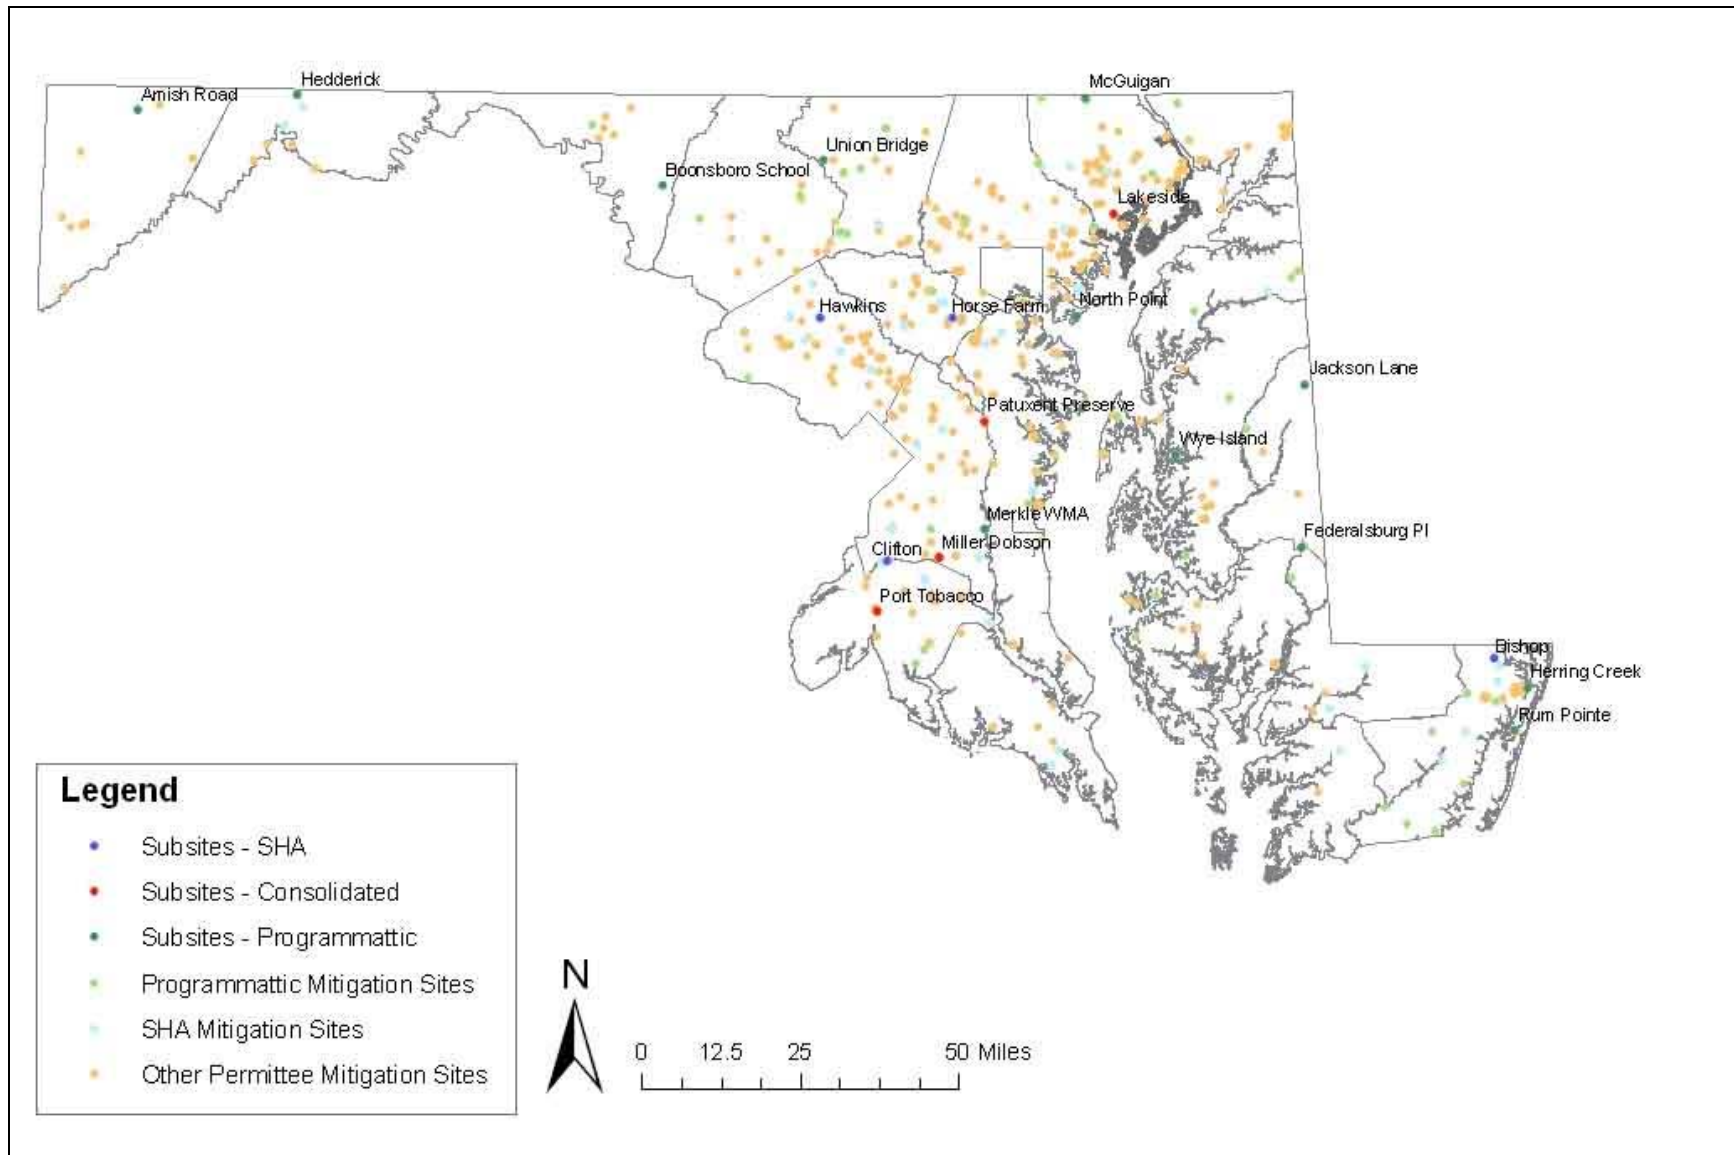 Hedderick
McGuigan
Amish Road
Union Bridge
Boonsboro School
Lakeside
North Point
Hawkins
Horse Farm
Jackson Lane
Patuxent Preserve
Wye Island
Merkle WMA
Federalsburg Pl
Miller Dobson
Clifton
Port Tobacco
Bishop
Herring Creek
Rum Pointe
Legend
Subsites - SHA
Subsites - Consolidated
Subsites - Programmattic
Programmattic Mitigation Sites
SHA Mitigation Sites
Other Permittee Mitigation Sites
N
0 12.5 25 50 Miles